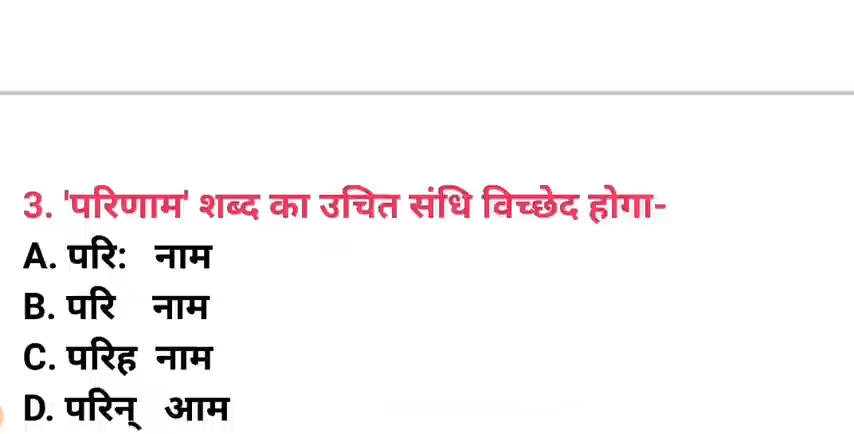 3. 'परिणाम' शब्द का उचित संधि विच्छेद होगा-
A. परि: नाम
B. परि नाम
C. परिह नाम
D. परिन् आम